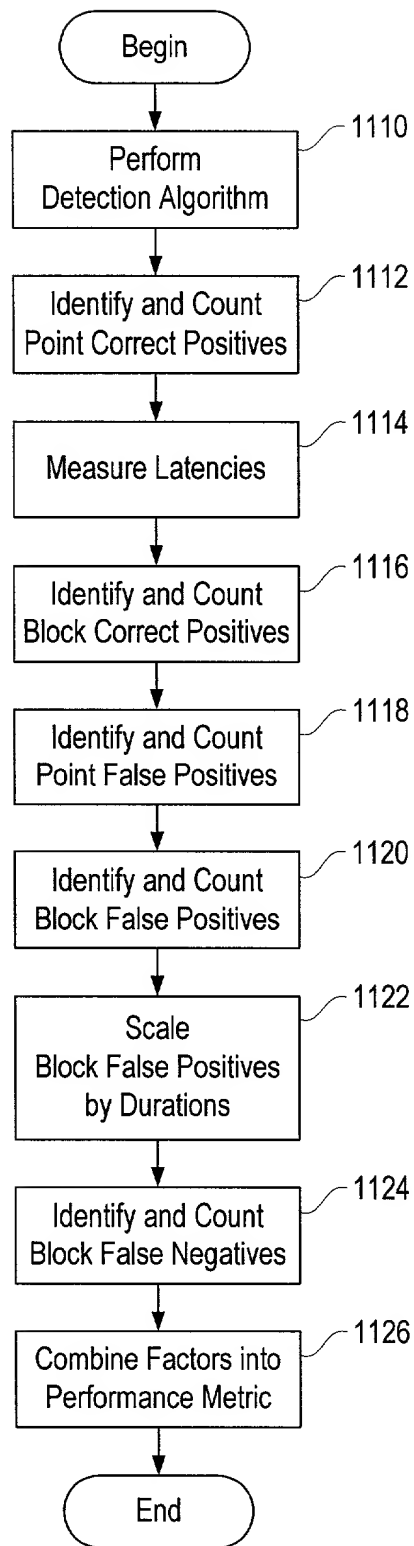 Begin
1110
Perform
Detection Algorithm
1112
Identify and Count
Point Correct Positives
1114
Measure Latencies
1116
Identify and Count
Block Correct Positives
1118
Identify and Count
Point False Positives
1120
Identify and Count
Block False Positives
1122
Scale
Block False Positives
by Durations
1124
Identify and Count
Block False Negatives
1126
Combine Factors into
Performance Metric
End